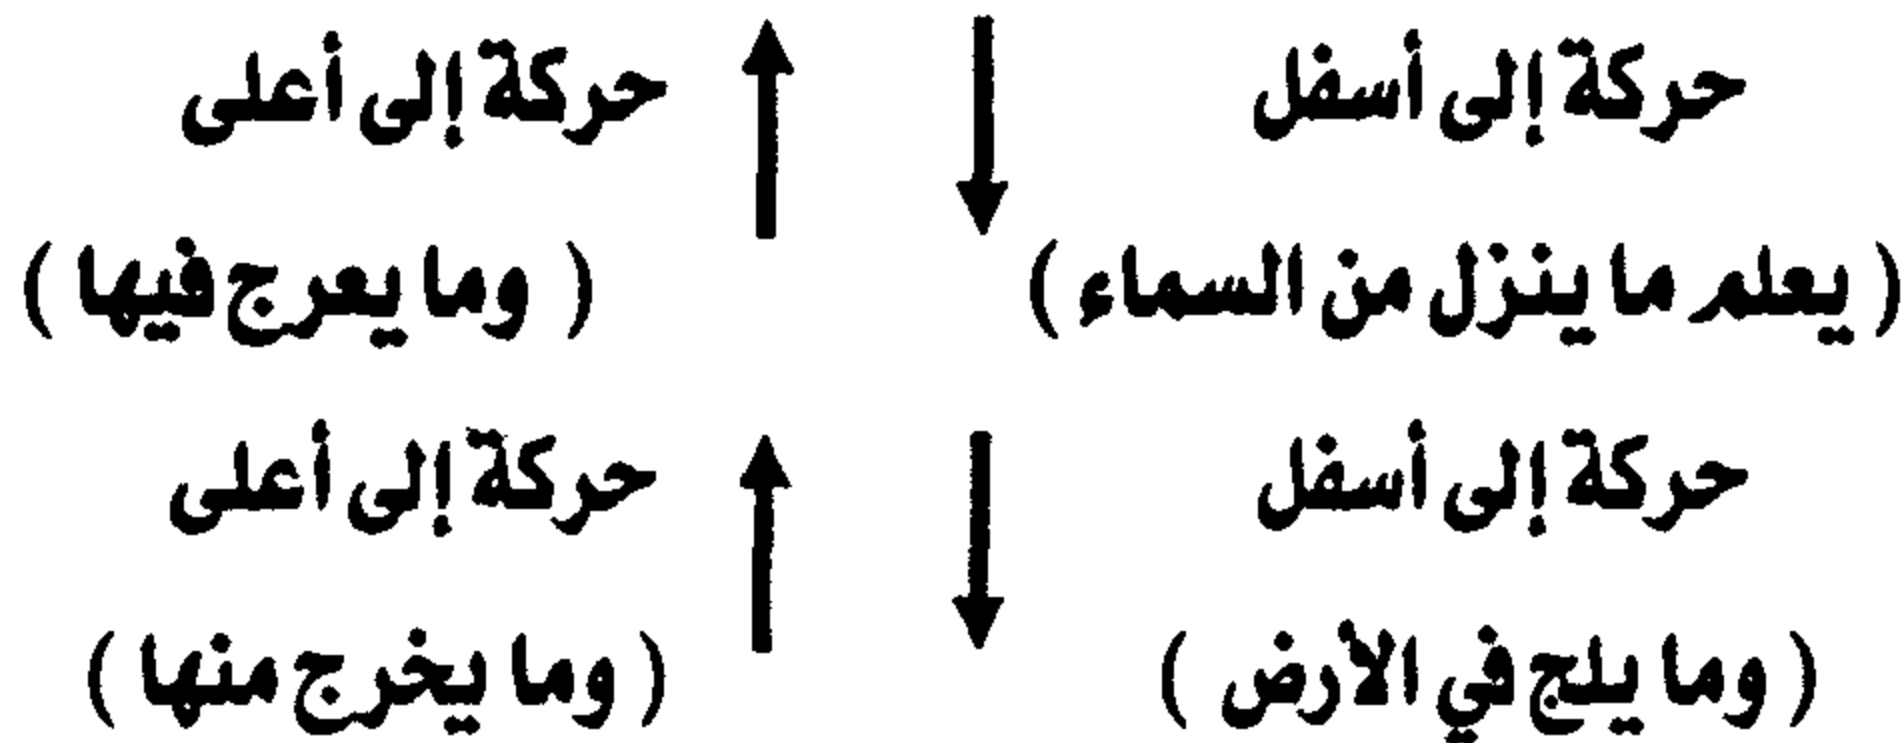 حركة إلى أسفل حركة إلى أعلى
( يعلم ما ينزل من السماء ) ( وما يعرج فيها )
حركة إلى أسفل حركة إلى أعلى
( وما يلج في الأرض ) ( وما يخرج منها )